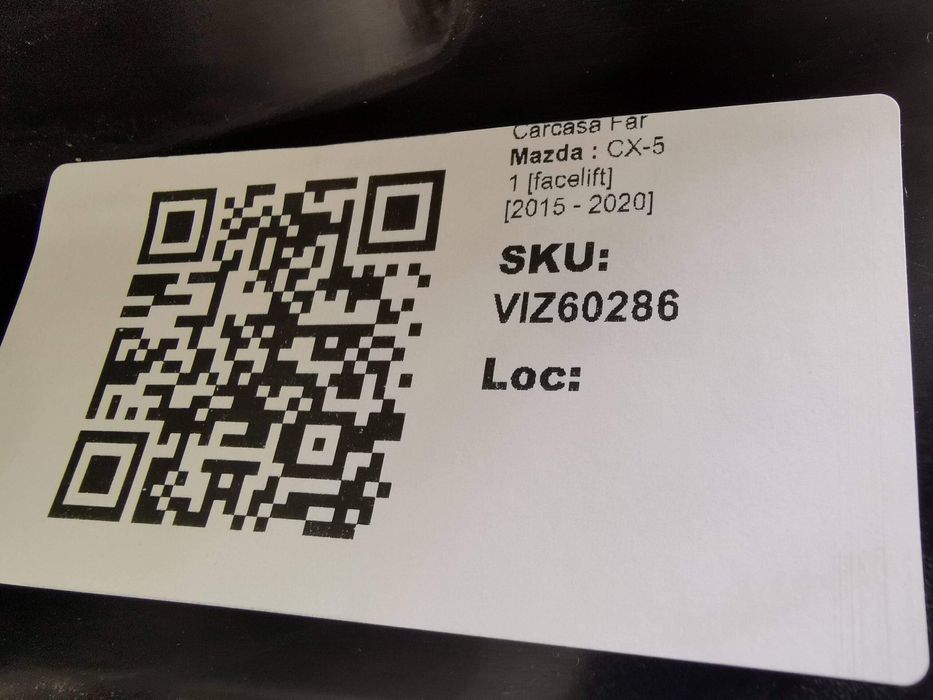 Carcasa Far
Mazda : CX-5
1 [facelift]
[2015 - 2020]
SKU:
VIZ60286
Loc: